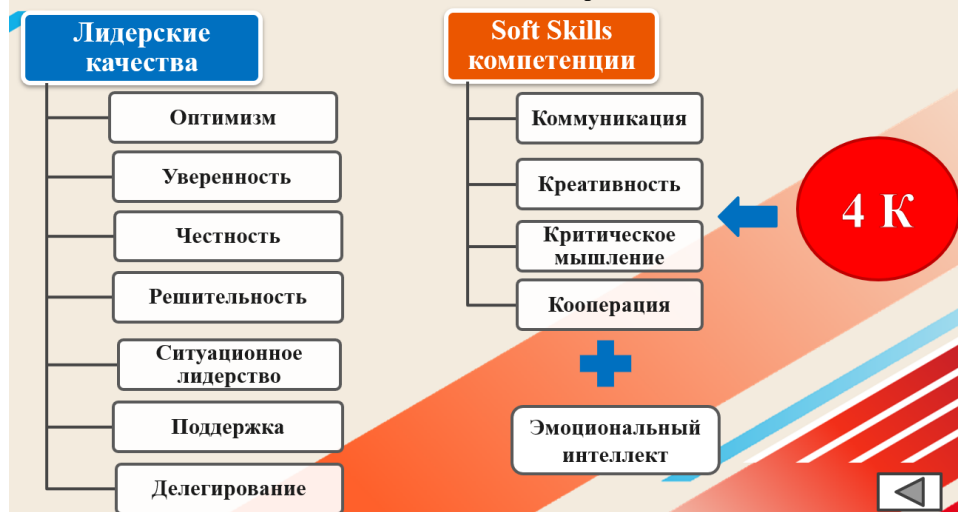 Лидерские
качества
Оптимизм
Уверенность
Честность
Решительность
Ситуационное
лидерство
Поддержка
Делегирование
Soft Skills
компетенции
Коммуникация
Креативность
Критическое
мышление
Кооперация
Эмоциональный
интеллект
4 К